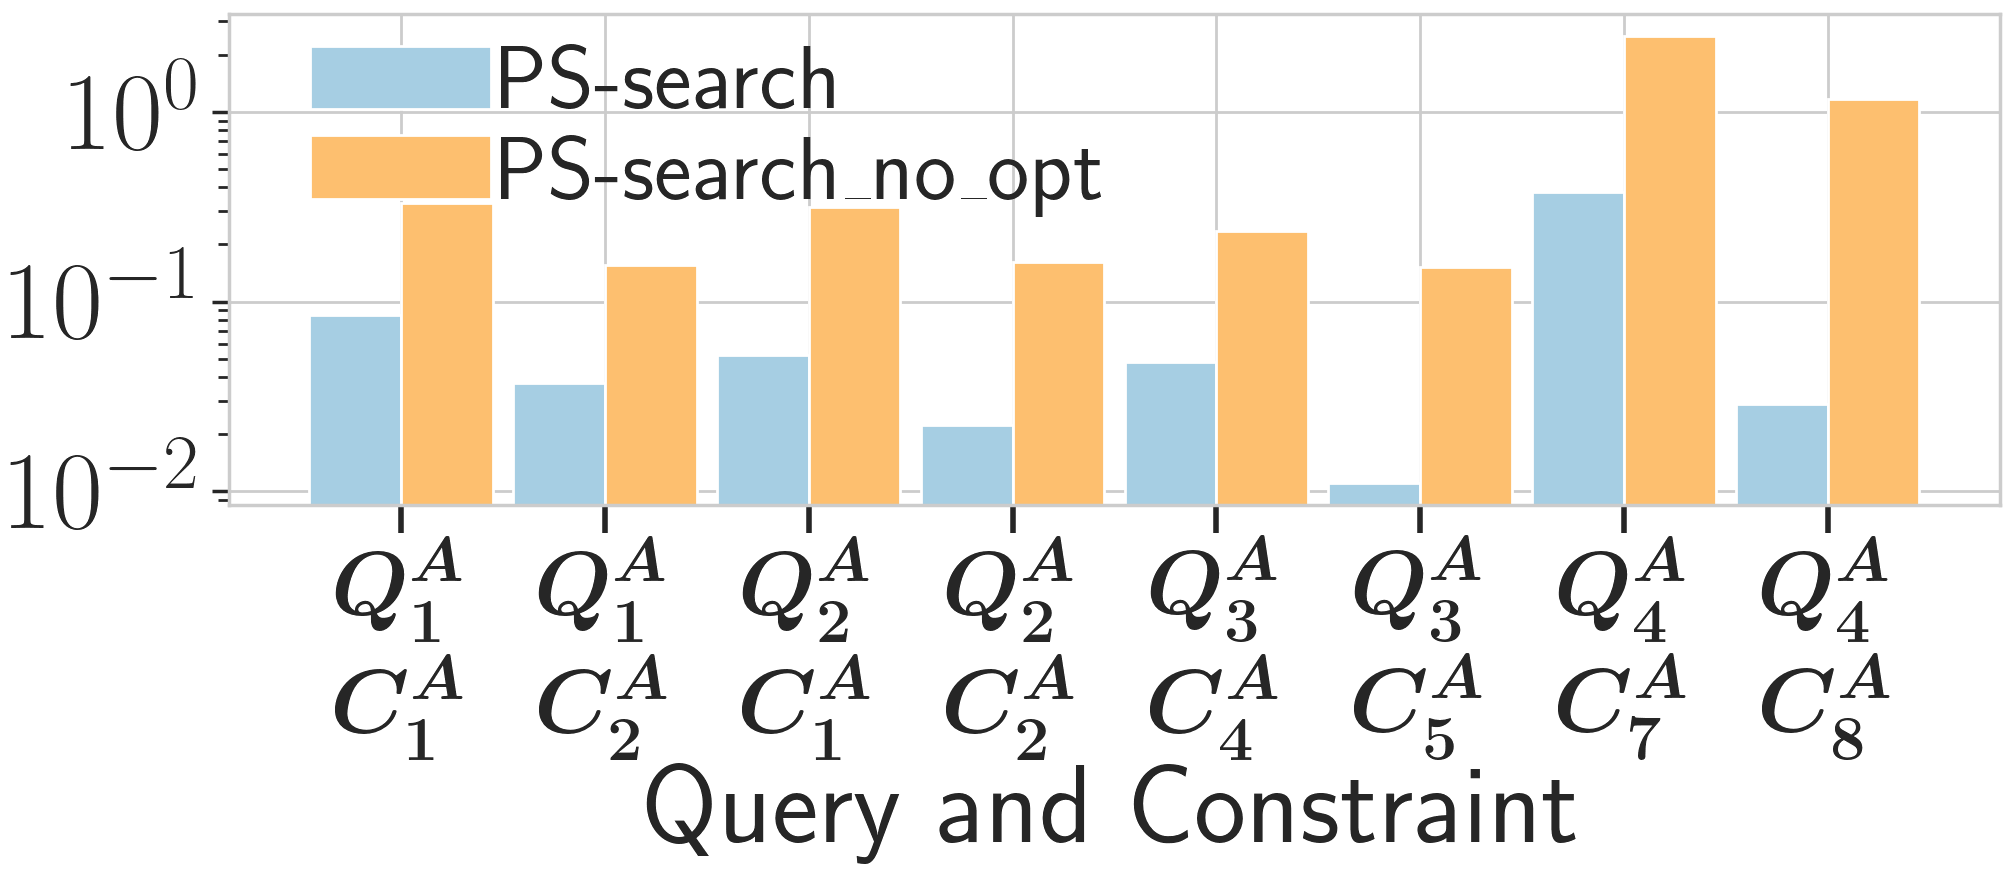 PS-search
PS-search_no_opt
10^0
10^{-1}
10^{-2}
Q_1^A Q_1^A Q_2^A Q_2^A Q_3^A Q_3^A Q_4^A Q_4^A
C_1^A C_2^A C_1^A C_2^A C_4^A C_5^A C_7^A C_8^A
Query and Constraint